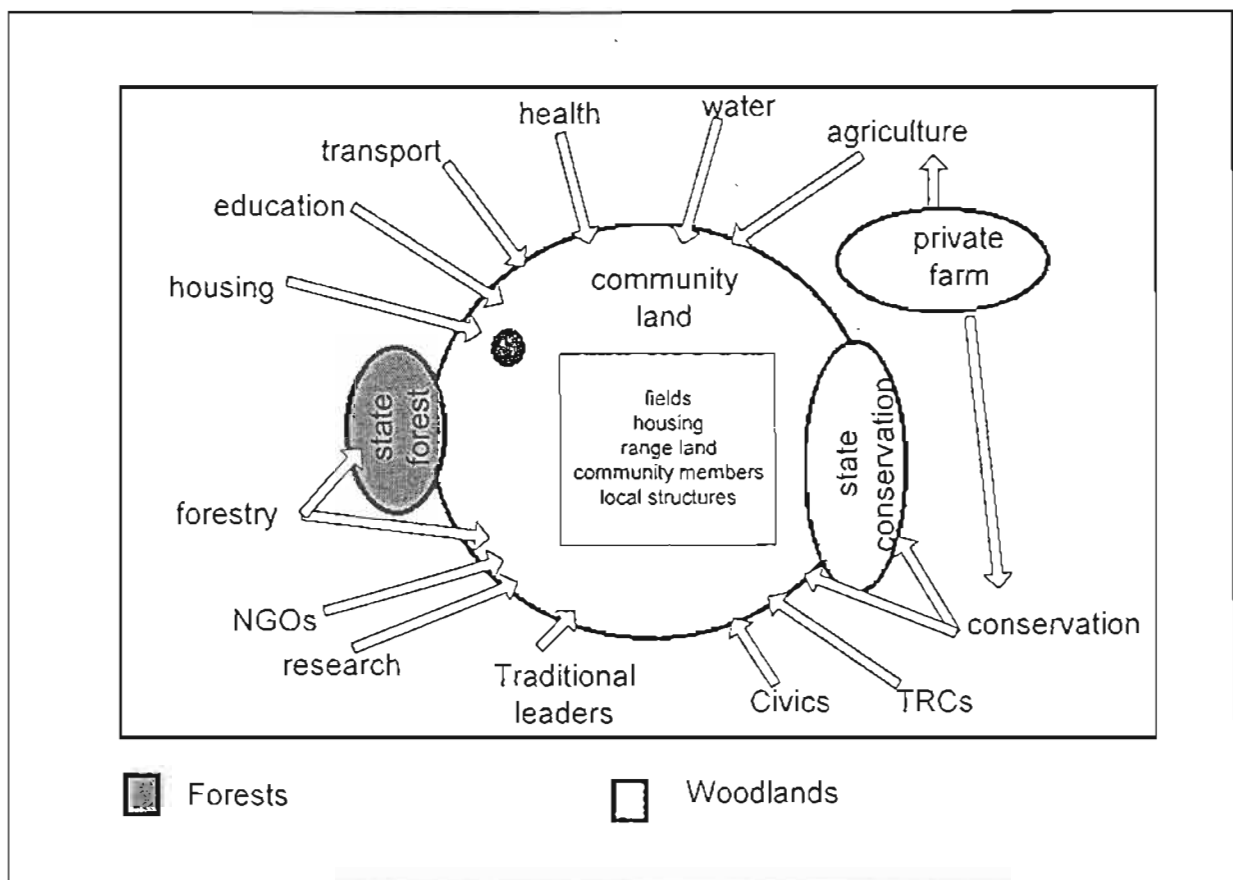 health
water
agriculture
transport
education
housing
private
farm
community
land
fields
housing
range land
community members
local structures
state
forest
state
conservation
forestry
NGOs
research
Traditional
leaders
Civics
TRCs
conservation
Forests
Woodlands